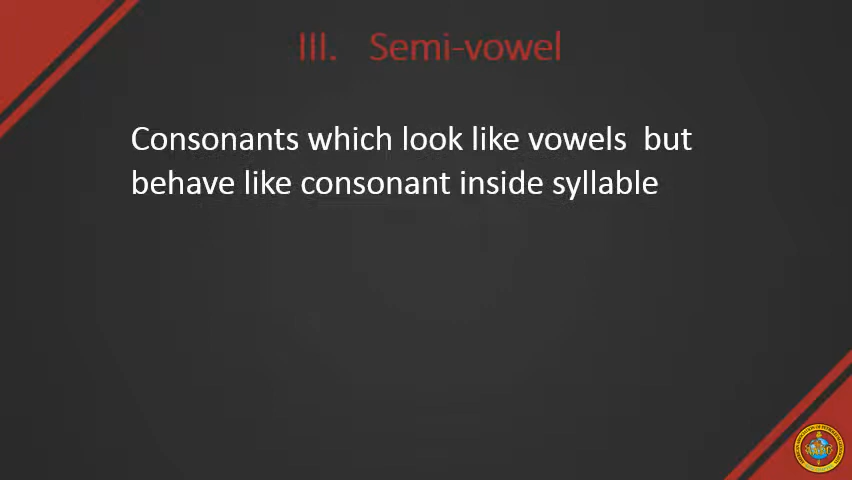 III. Semi-vowel
Consonants which look like vowels but
behave like consonant inside syllable